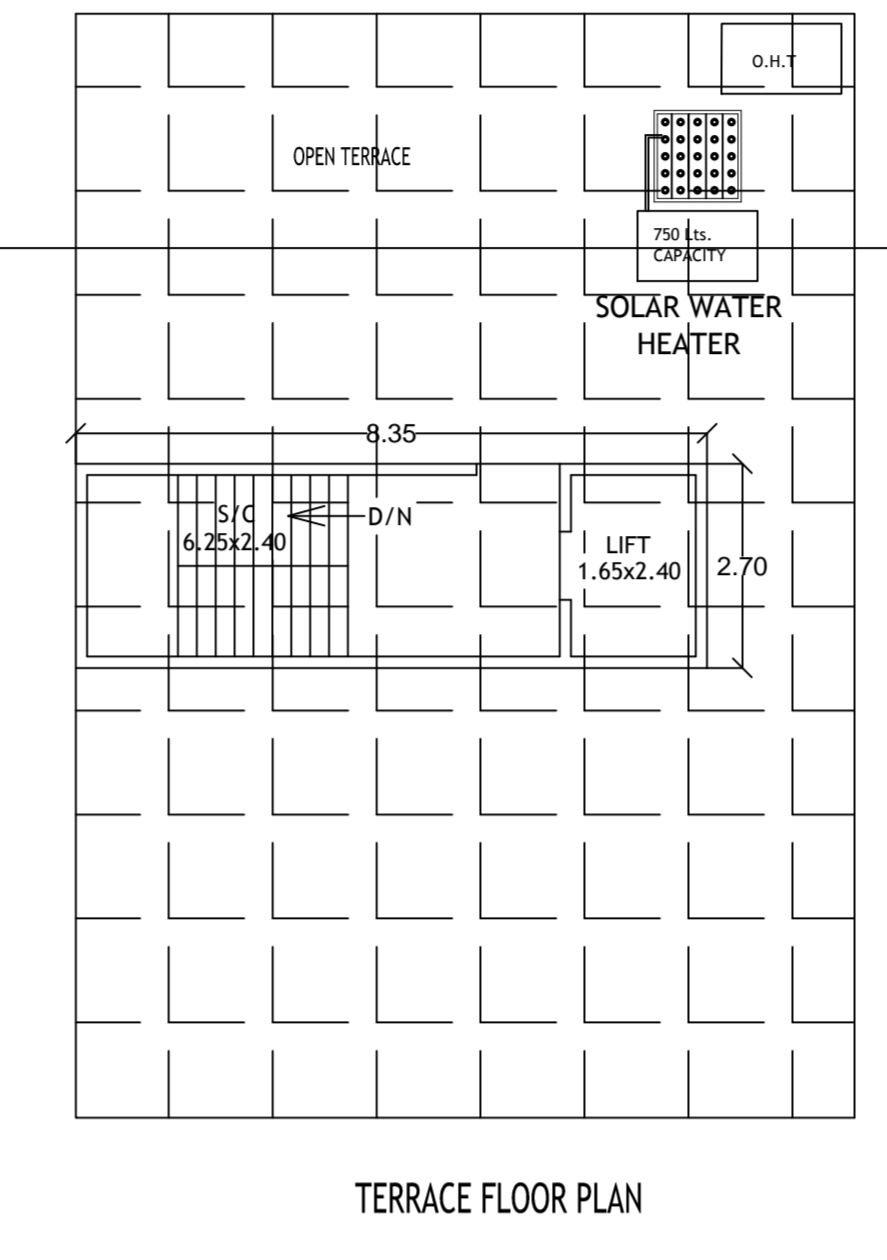 O.H.T
OPEN TERRACE
750 Lts.
CAPACITY
SOLAR WATER
HEATER
8.35
S/C
6.25x2.40
D/N
LIFT
1.65x2.40
2.70
TERRACE FLOOR PLAN